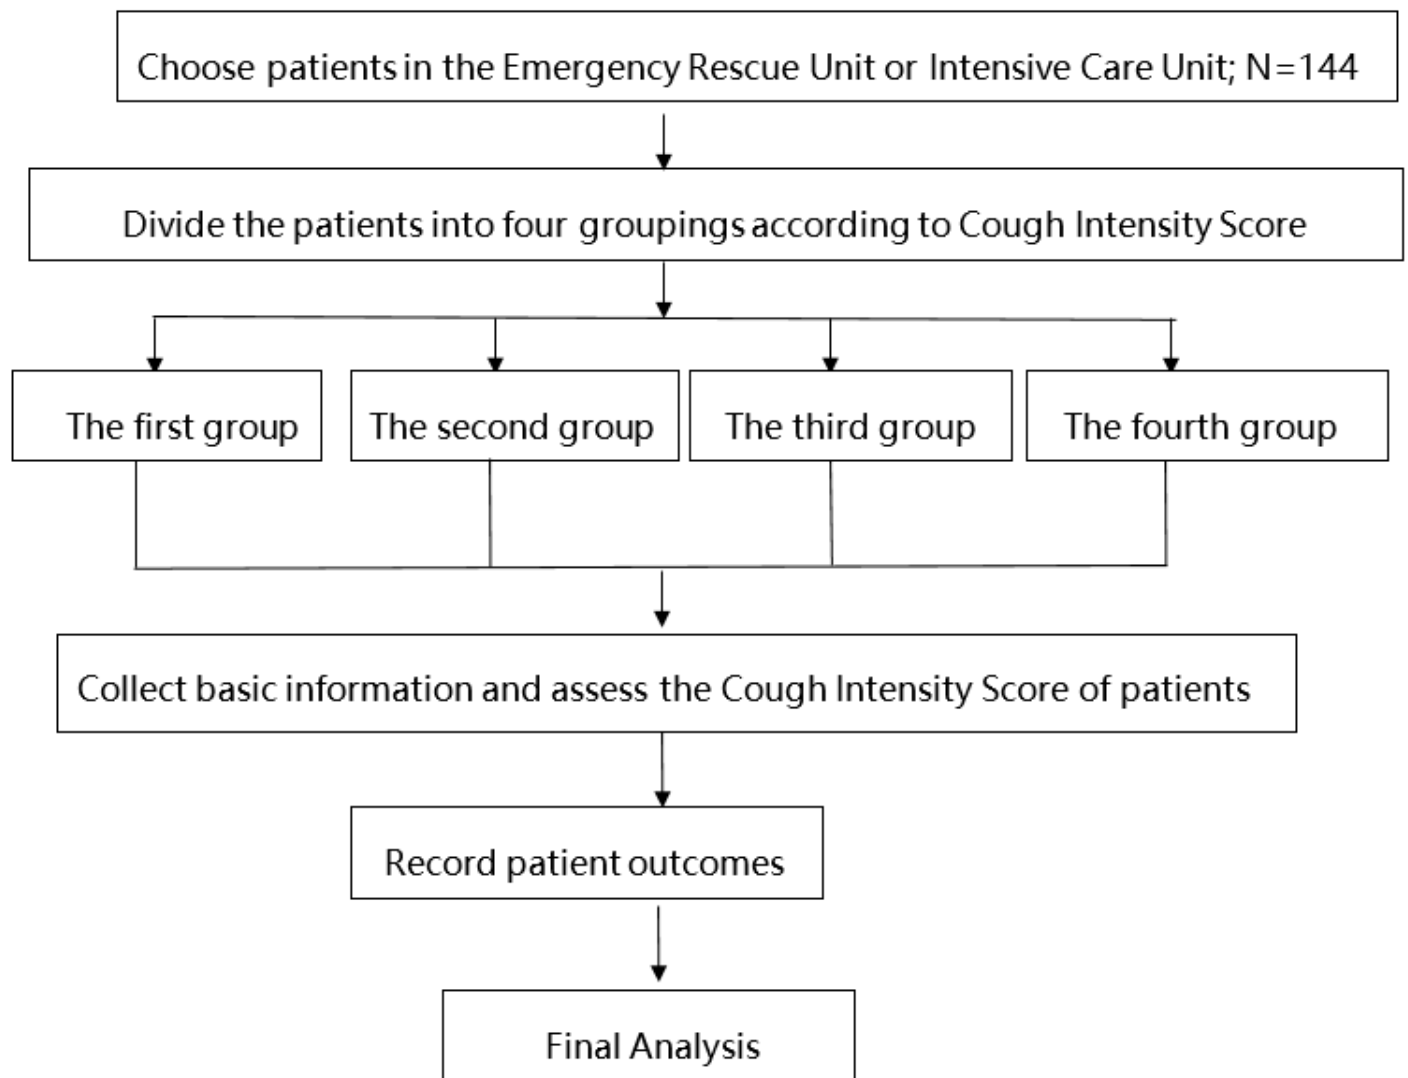 Choose patients in the Emergency Rescue Unit or Intensive Care Unit; N=144
Divide the patients into four groupings according to Cough Intensity Score
The first group
The second group
The third group
The fourth group
Collect basic information and assess the Cough Intensity Score of patients
Record patient outcomes
Final Analysis